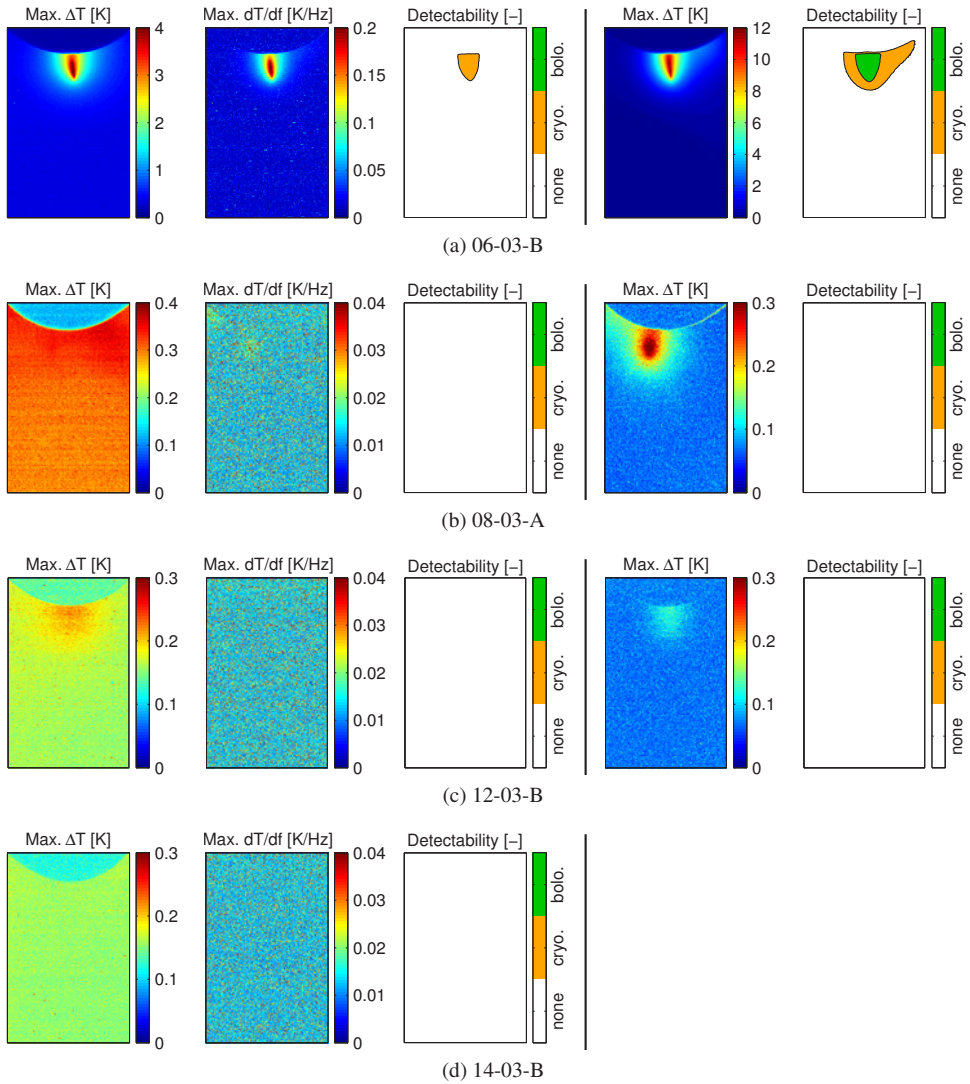 Max. ΔT [K] Max. dT/df [K/Hz] Detectability [–] Max. ΔT [K] Detectability [–]
4 3 2 1 0
0.2 0.15 0.1 0.05 0
bolo. cryo. none
12 10 8 6 4 2 0
bolo. cryo. none
(a) 06-03-B
Max. ΔT [K] Max. dT/df [K/Hz] Detectability [–] Max. ΔT [K] Detectability [–]
0.4 0.3 0.2 0.1 0
0.04 0.03 0.02 0.01 0
bolo. cryo. none
0.3 0.2 0.1 0
bolo. cryo. none
(b) 08-03-A
Max. ΔT [K] Max. dT/df [K/Hz] Detectability [–] Max. ΔT [K] Detectability [–]
0.3 0.2 0.1 0
0.04 0.03 0.02 0.01 0
bolo. cryo. none
0.3 0.2 0.1 0
bolo. cryo. none
(c) 12-03-B
Max. ΔT [K] Max. dT/df [K/Hz] Detectability [–]
0.3 0.2 0.1 0
0.04 0.03 0.02 0.01 0
bolo. cryo. none
(d) 14-03-B